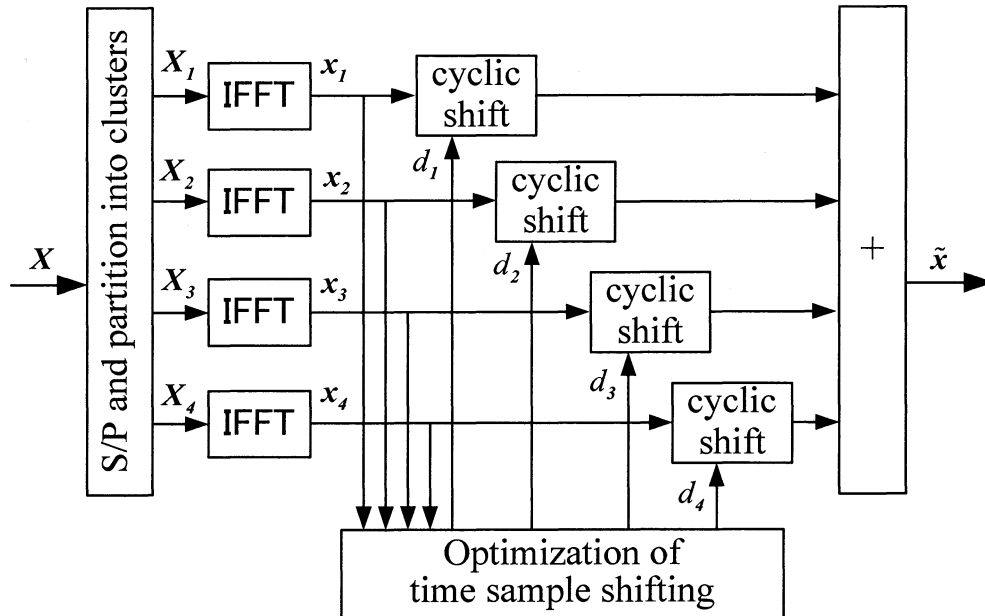 S/P and partition into clusters
X
X₁
IFFT
x₁
cyclic
shift
d₁
X₂
IFFT
x₂
cyclic
shift
d₂
X₃
IFFT
x₃
cyclic
shift
d₃
X₄
IFFT
x₄
cyclic
shift
d₄
+
x̃
Optimization of
time sample shifting